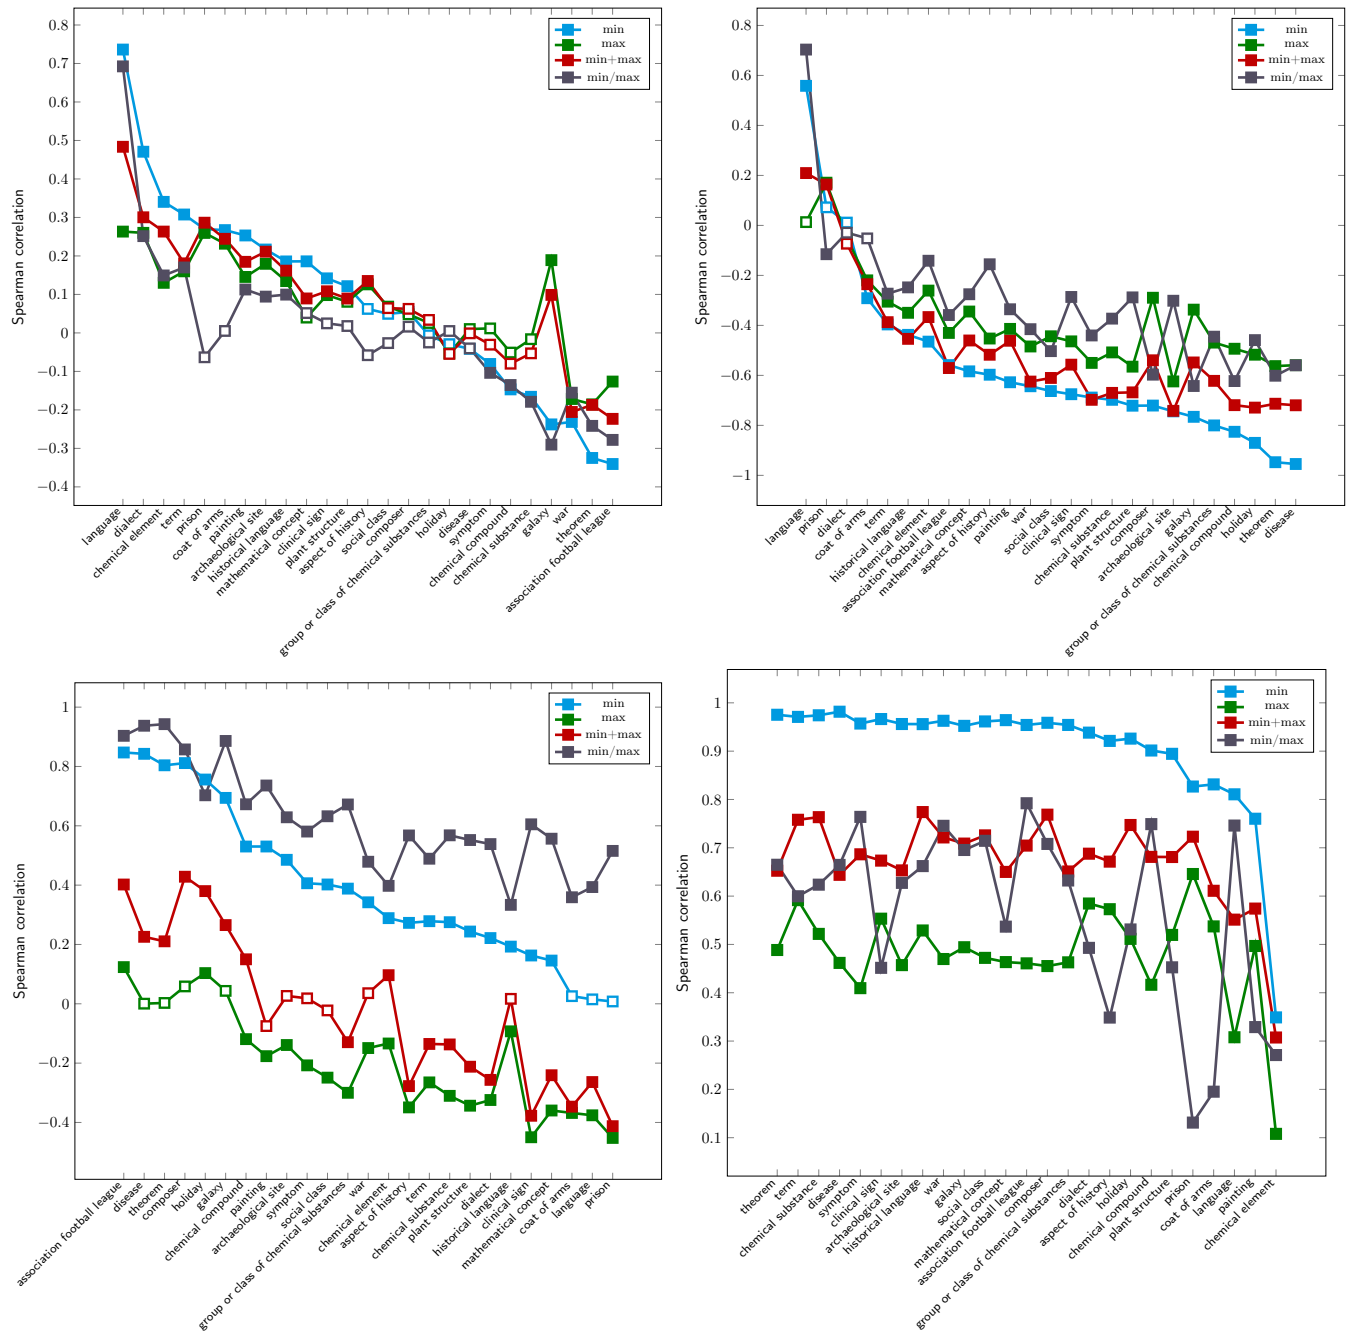 0.8
0.7
0.6
0.5
0.4
0.3
0.2
0.1
0
−0.1
−0.2
−0.3
−0.4
Spearman correlation
min
max
min+max
min/max
language
dialect
chemical element
term
prison
coat of arms
painting
archaeological site
historical language
mathematical concept
clinical sign
plant structure
aspect of history
social class
composer
group or class of chemical substances
holiday
disease
symptom
chemical compound
chemical substance
galaxy
war
theorem
association football league
0.8
0.6
0.4
0.2
0
−0.2
−0.4
−0.6
−0.8
−1
Spearman correlation
min
max
min+max
min/max
language
prison
dialect
coat of arms
term
historical language
chemical element
association football league
mathematical concept
aspect of history
painting
war
social class
clinical sign
symptom
chemical substance
plant structure
composer
archaeological site
galaxy
group or class of chemical substances
chemical compound
holiday
theorem
disease
1
0.8
0.6
0.4
0.2
0
−0.2
−0.4
Spearman correlation
min
max
min+max
min/max
association football league
disease
theorem
composer
holiday
galaxy
chemical compound
painting
archaeological site
symptom
social class
group or class of chemical substances
war
chemical element
aspect of history
term
chemical substance
plant structure
dialect
historical language
clinical sign
mathematical concept
coat of arms
language
prison
1
0.9
0.8
0.7
0.6
0.5
0.4
0.3
0.2
0.1
Spearman correlation
min
max
min+max
min/max
theorem
term
chemical substance
disease
symptom
clinical sign
archaeological site
historical language
war
galaxy
social class
mathematical concept
association football league
composer
group or class of chemical substances
dialect
aspect of history
holiday
chemical compound
plant structure
prison
coat of arms
language
painting
chemical element